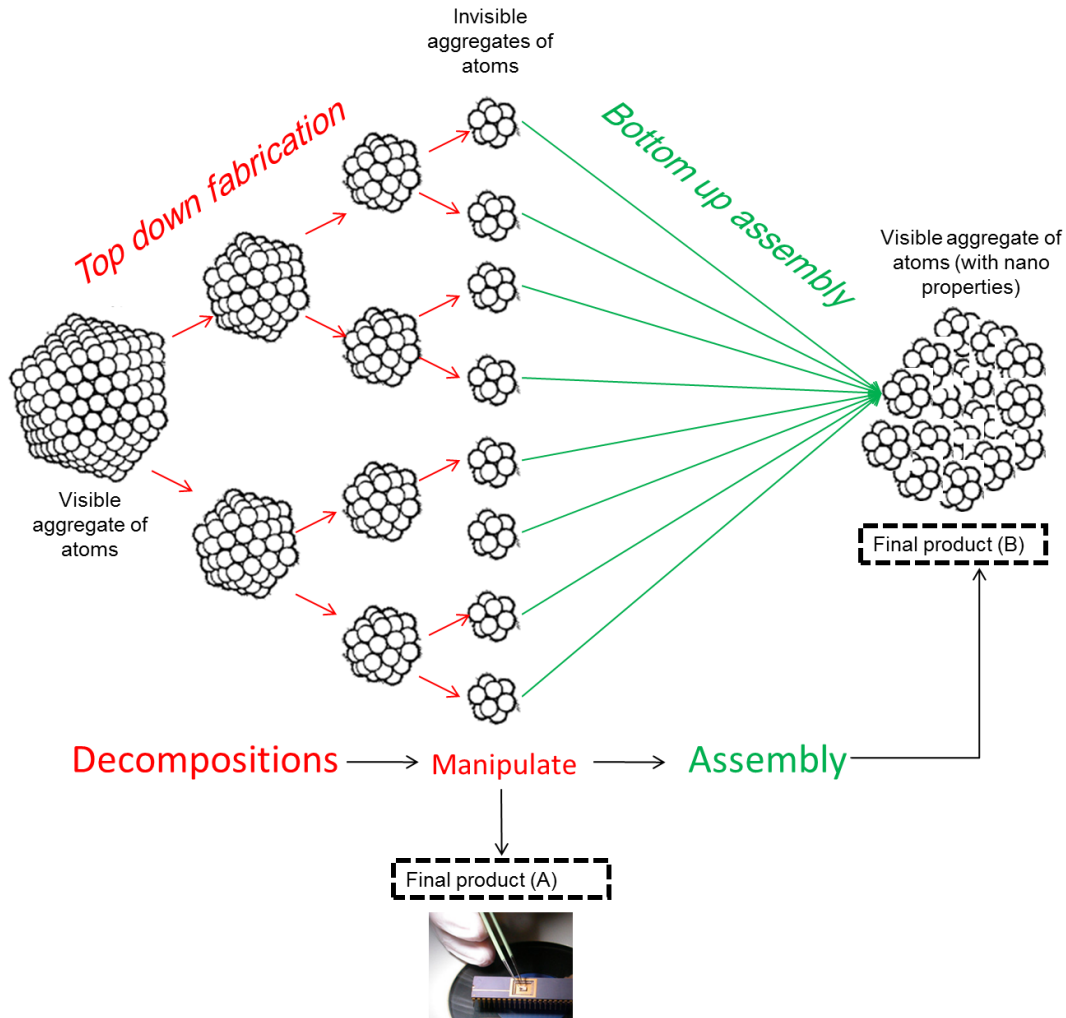 Invisible
aggregates of
atoms
Top down fabrication
Bottom up assembly
Visible aggregate of
atoms (with nano
properties)
Visible
aggregate of
atoms
Final product (B)
Decompositions
Manipulate
Assembly
Final product (A)